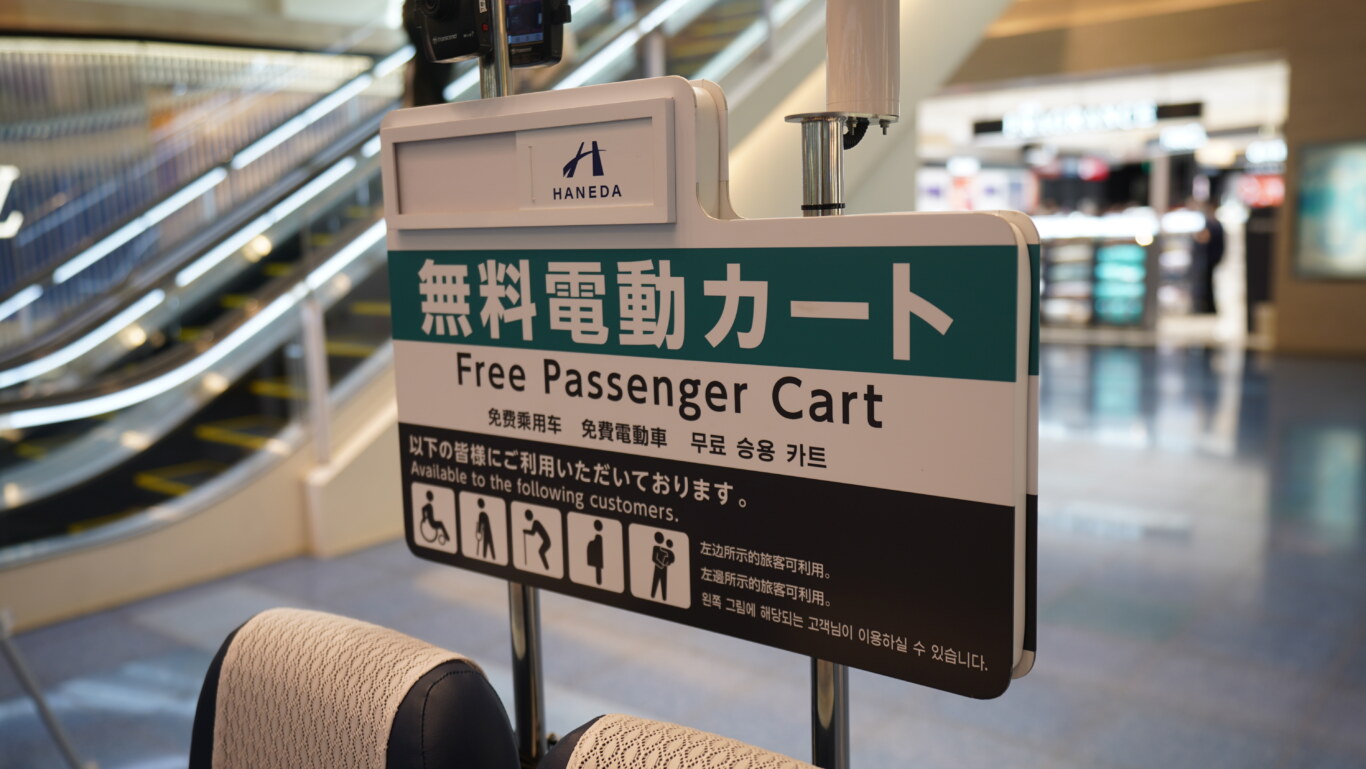 HANEDA
無料電動カート
Free Passenger Cart
免费乘用车 免費電動車 무료 승용 카트
以下の皆様にご利用いただいております。
Available to the following customers.
左边所示的旅客可利用。
左邊所示的旅客可利用。
왼쪽 그림에 해당되는 고객님이 이용하실 수 있습니다.